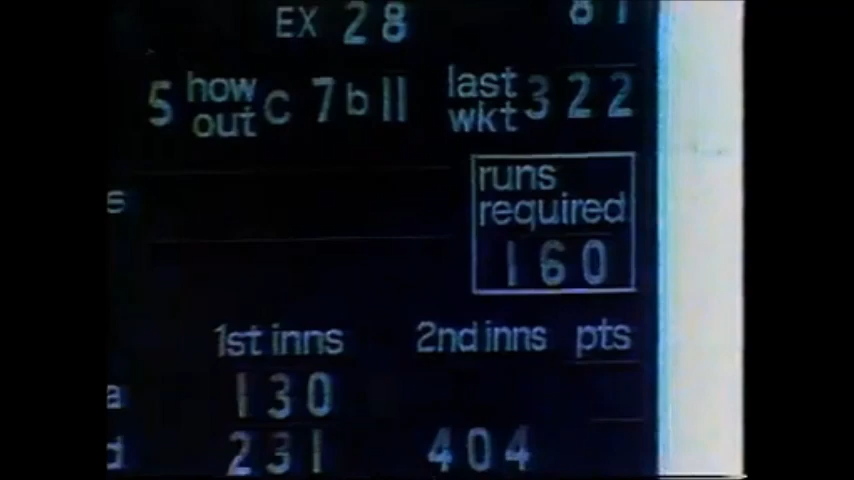 EX 28 81
5 how out c 7 b 11 last wkt 322
s
runs
required
160
1st inns 2nd inns pts
a 130
d 231 404